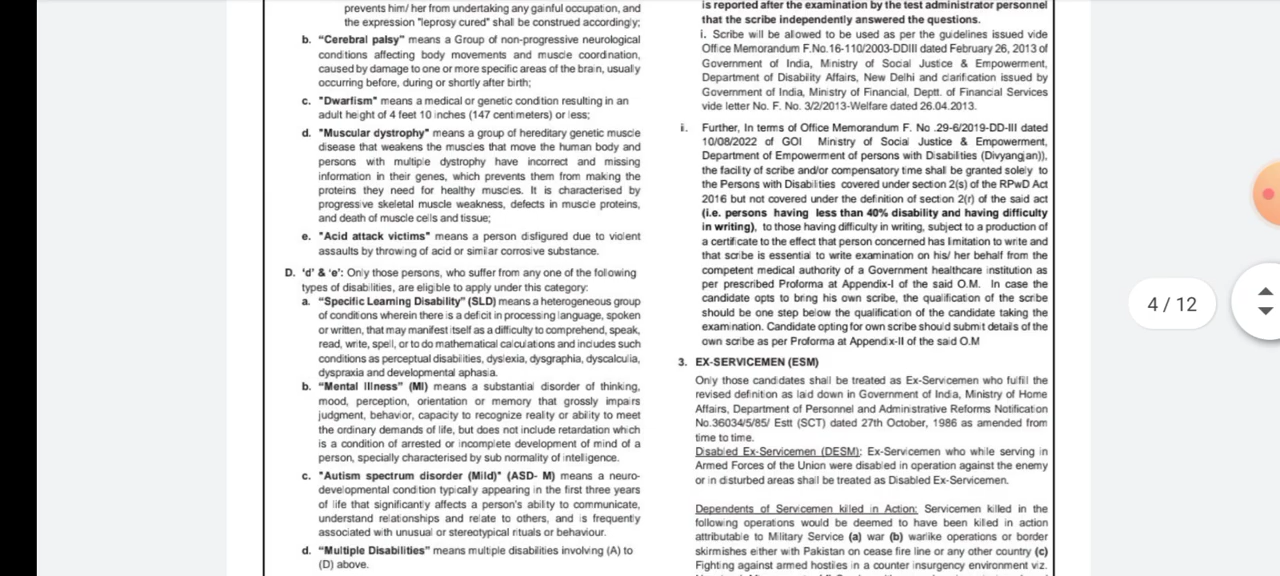 prevents him/ her from undertaking any gainful occupation, and
the expression "leprosy cured" shall be construed accordingly;
b. "Cerebral palsy" means a Group of non-progressive neurological
conditions affecting body movements and muscle coordination,
caused by damage to one or more specific areas of the brain, usually
occurring before, during or shortly after birth;
c. "Dwarfism" means a medical or genetic condition resulting in an
adult height of 4 feet 10 inches (147 centimeters) or less;
d. "Muscular dystrophy" means a group of hereditary genetic muscle
disease that weakens the muscles that move the human body and
persons with multiple dystrophy have incorrect and missing
information in their genes, which prevents them from making the
proteins they need for healthy muscles. It is characterised by
progressive skeletal muscle weakness, defects in muscle proteins,
and death of muscle cells and tissue;
e. "Acid attack victims" means a person disfigured due to violent
assaults by throwing of acid or similar corrosive substance.
D. 'd' & 'e': Only those persons, who suffer from any one of the following
types of disabilities, are eligible to apply under this category:
a. "Specific Learning Disability" (SLD) means a heterogeneous group
of conditions wherein there is a deficit in processing language, spoken
or written, that may manifest itself as a difficulty to comprehend, speak,
read, write, spell, or to do mathematical calculations and includes such
conditions as perceptual disabilities, dyslexia, dysgraphia, dyscalculia,
dyspraxia and developmental aphasia.
b. "Mental Illness" (MI) means a substantial disorder of thinking,
mood, perception, orientation or memory that grossly impairs
judgment, behavior, capacity to recognize reality or ability to meet
the ordinary demands of life, but does not include retardation which
is a condition of arrested or incomplete development of mind of a
person, specially characterised by sub normality of intelligence.
c. "Autism spectrum disorder (Mild)" (ASD- M) means a neuro-
developmental condition typically appearing in the first three years
of life that significantly affects a person's ability to communicate,
understand relationships and relate to others, and is frequently
associated with unusual or stereotypical rituals or behaviour.
d. "Multiple Disabilities" means multiple disabilities involving (A) to
(D) above.
is reported after the examination by the test administrator personnel
that the scribe independently answered the questions.
i. Scribe will be allowed to be used as per the guidelines issued vide
Office Memorandum F.No.16-110/2003-DDIII dated February 26, 2013 of
Government of India, Ministry of Social Justice & Empowerment,
Department of Disability Affairs, New Delhi and clarification issued by
Government of India, Ministry of Financial, Deptt. of Financial Services
vide letter No. F. No. 3/2/2013-Welfare dated 26.04.2013.
ii. Further, In terms of Office Memorandum F. No .29-6/2019-DD-III dated
10/08/2022 of GOI Ministry of Social Justice & Empowerment,
Department of Empowerment of persons with Disabilities (Divyangjan)),
the facility of scribe and/or compensatory time shall be granted solely to
the Persons with Disabilities covered under section 2(s) of the RPwD Act
2016 but not covered under the definition of section 2(r) of the said act
(i.e. persons having less than 40% disability and having difficulty
in writing), to those having difficulty in writing, subject to a production of
a certificate to the effect that person concerned has limitation to write and
that scribe is essential to write examination on his/ her behalf from the
competent medical authority of a Government healthcare institution as
per prescribed Proforma at Appendix-I of the said O.M. In case the
candidate opts to bring his own scribe, the qualification of the scribe
should be one step below the qualification of the candidate taking the
examination. Candidate opting for own scribe should submit details of the
own scribe as per Proforma at Appendix-II of the said O.M
3. EX-SERVICEMEN (ESM)
Only those candidates shall be treated as Ex-Servicemen who fulfill the
revised definition as laid down in Government of India, Ministry of Home
Affairs, Department of Personnel and Administrative Reforms Notification
No.36034/5/85/ Estt (SCT) dated 27th October, 1986 as amended from
time to time.
Disabled Ex-Servicemen (DESM): Ex-Servicemen who while serving in
Armed Forces of the Union were disabled in operation against the enemy
or in disturbed areas shall be treated as Disabled Ex-Servicemen.
Dependents of Servicemen killed in Action: Servicemen killed in the
following operations would be deemed to have been killed in action
attributable to Military Service (a) war (b) warlike operations or border
skirmishes either with Pakistan on cease fire line or any other country (c)
Fighting against armed hostiles in a counter insurgency environment viz.
4 / 12